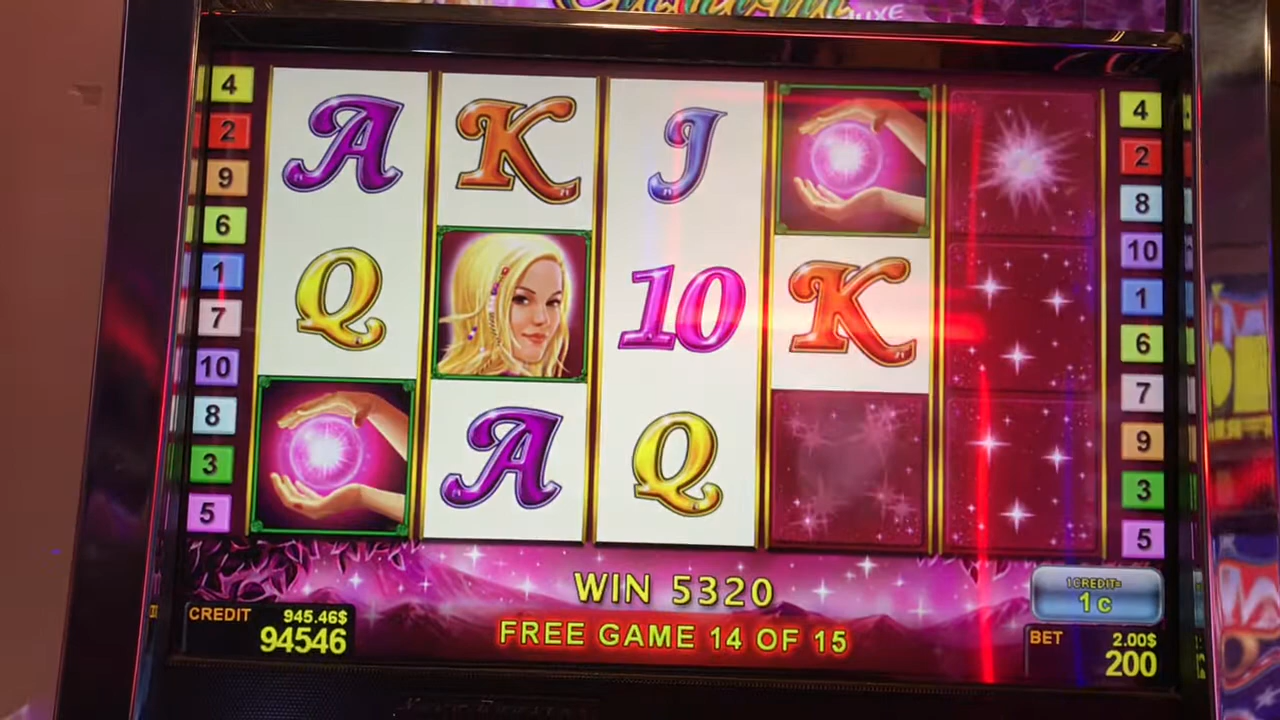 UXE
4 A K J 4
2 2
9 8
6 10
1 Q 10 K 1
7 6
10 7
8 9
3 A Q 3
5 5
WIN 5320
1 CREDIT=
1 c
CREDIT 945.46$
94546
FREE GAME 14 OF 15
BET 2.00$
200